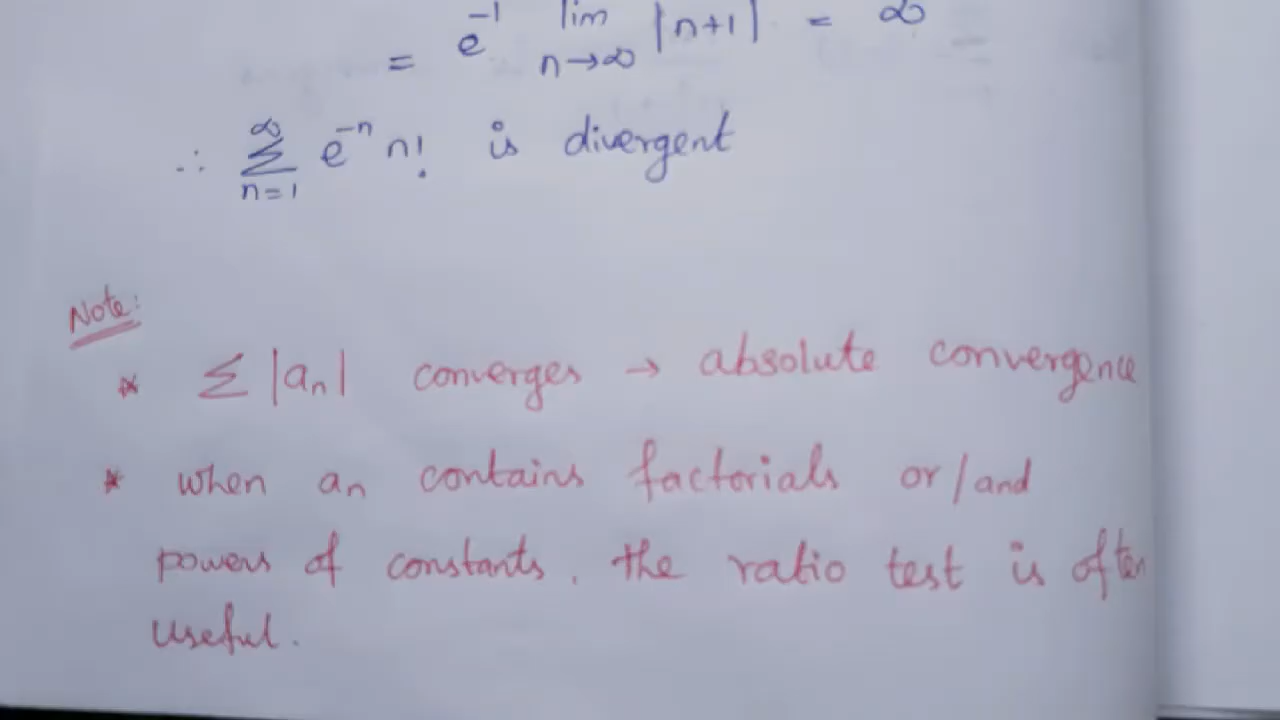 = e⁻¹ lim n→∞ |n+1| = ∞
∴ ∞ Σ n=1 e⁻ⁿ n! is divergent
Note:
* Σ |aₙ| converges → absolute convergence
* when aₙ contains factorials or/and
powers of constants, the ratio test is often
useful.